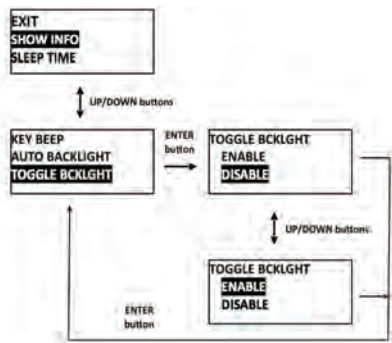 EXIT
SHOW INFO
SLEEP TIME
UP/DOWN buttons
KEY BEEP
AUTO BACKLIGHT
TOGGLE BCKLGHT
ENTER
button
TOGGLE BCKLGHT
ENABLE
DISABLE
UP/DOWN buttons
TOGGLE BCKLGHT
ENABLE
DISABLE
ENTER
button